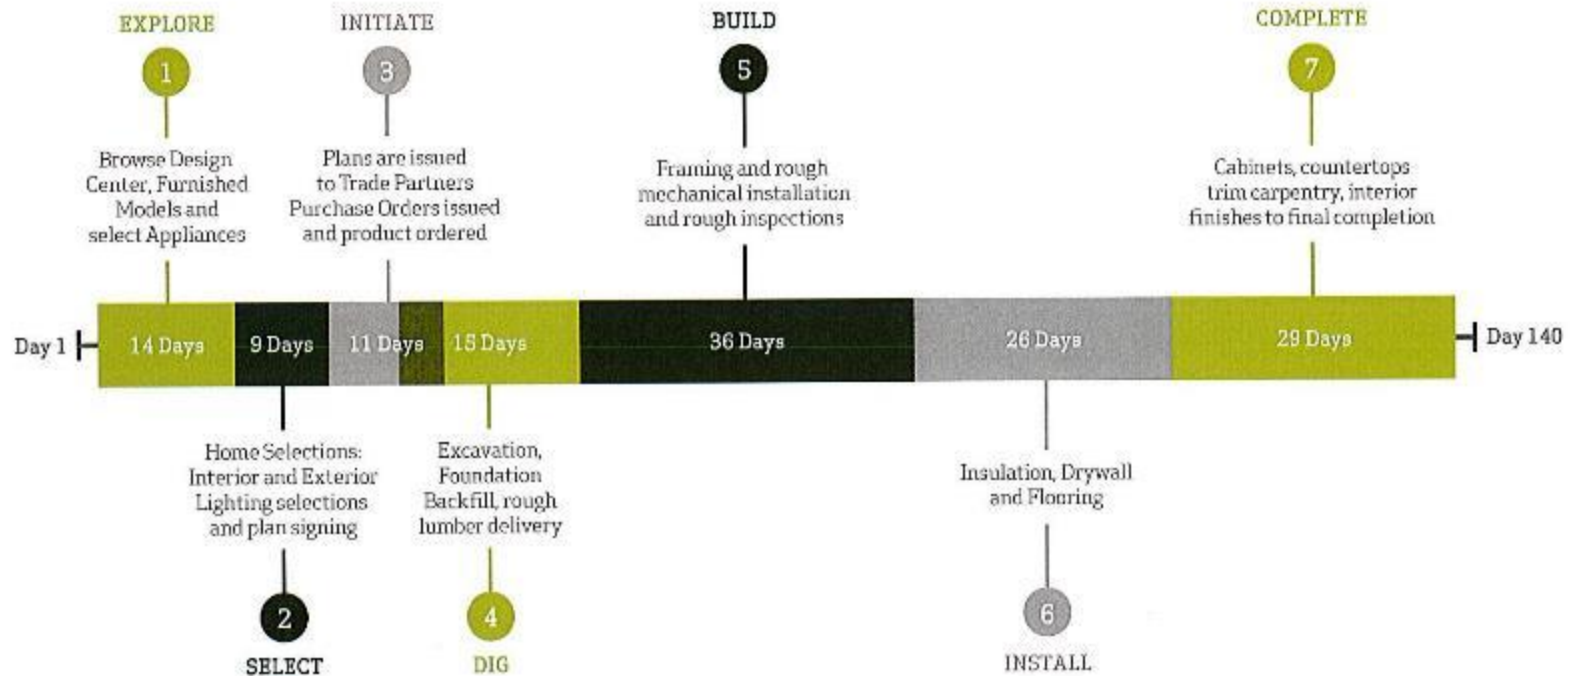 EXPLORE
1
Browse Design
Center, Furnished
Models and
select Appliances
INITIATE
3
Plans are issued
to Trade Partners
Purchase Orders issued
and product ordered
BUILD
5
Framing and rough
mechanical installation
and rough inspections
COMPLETE
7
Cabinets, countertops
trim carpentry, interior
finishes to final completion
Day 1
14 Days
9 Days
11 Days
15 Days
36 Days
26 Days
29 Days
Day 140
Home Selections:
Interior and Exterior
Lighting selections
and plan signing
2
SELECT
Excavation,
Foundation
Backfill, rough
lumber delivery
4
DIG
Insulation, Drywall
and Flooring
6
INSTALL